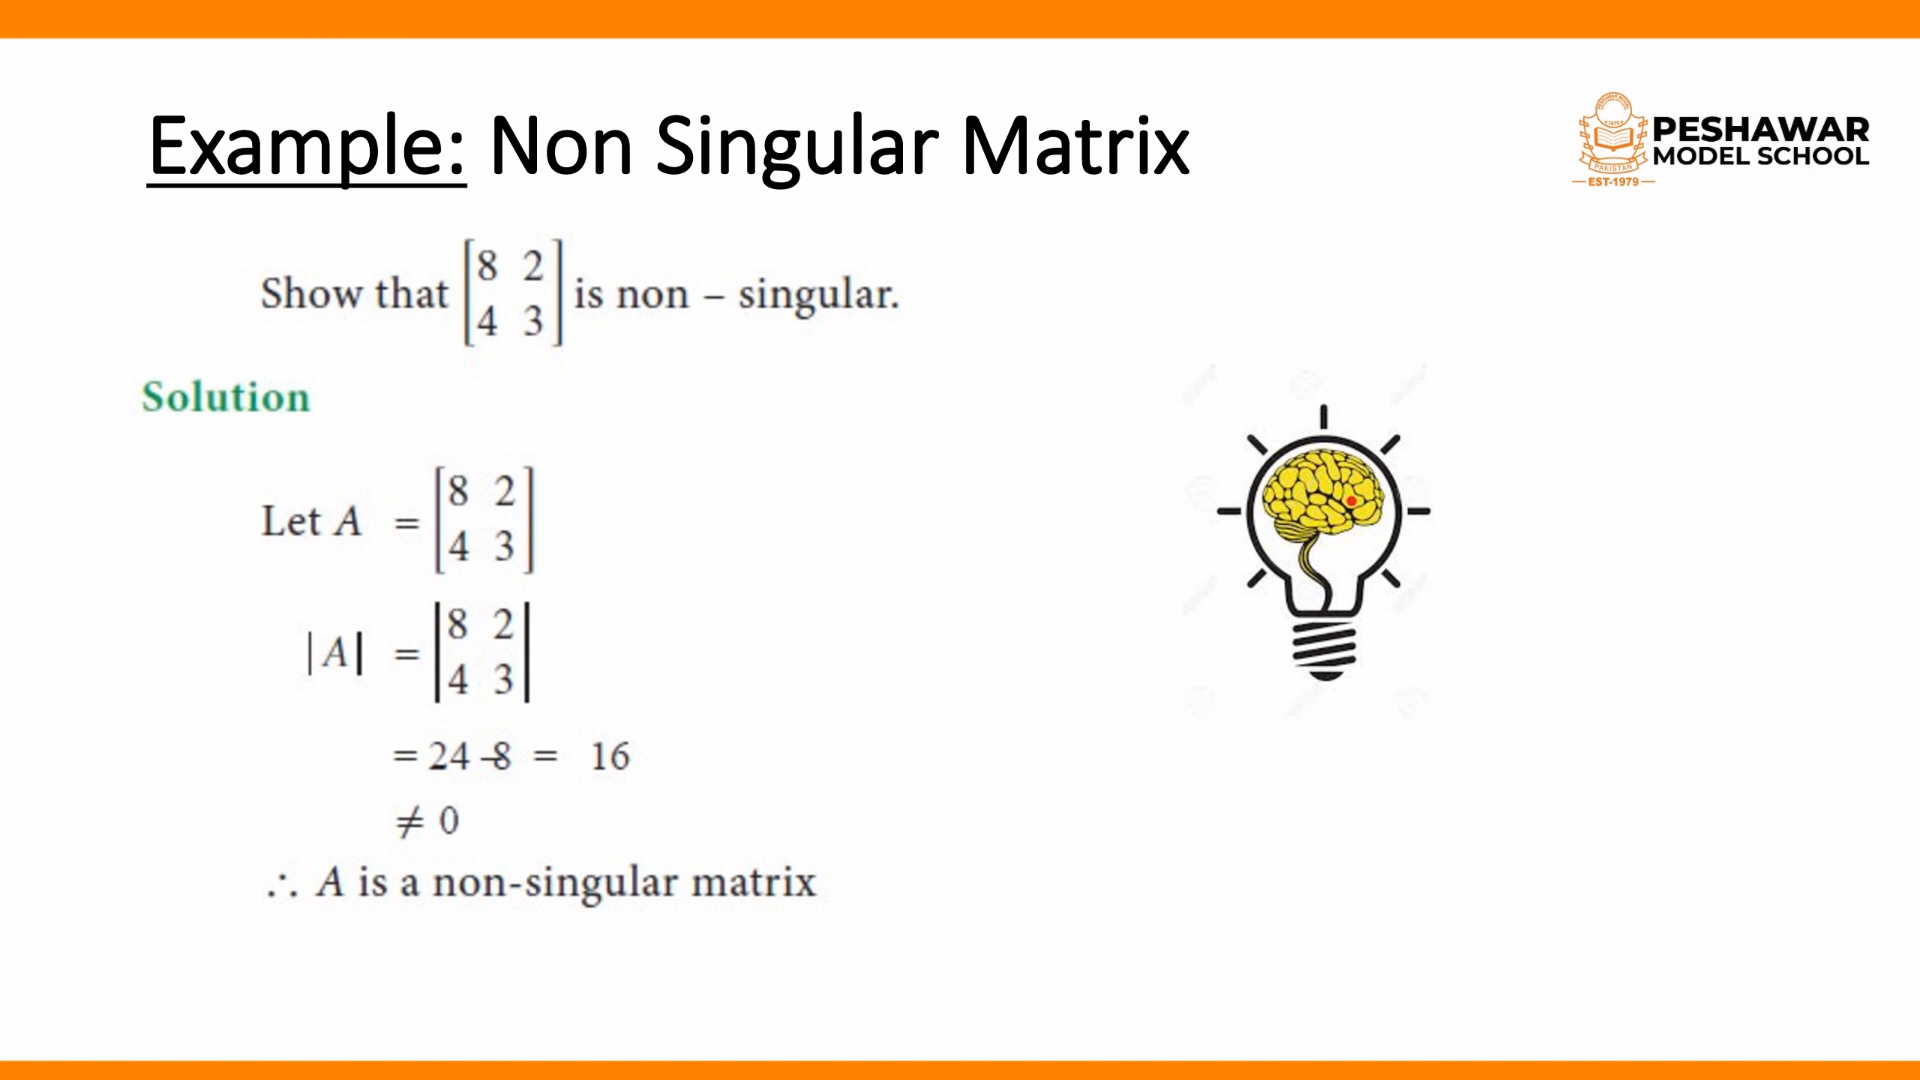 Example: Non Singular Matrix
PESHAWAR
MODEL SCHOOL
PAKISTAN
EST-1979
Show that [8 2
4 3] is non – singular.
Solution
Let A = [8 2
4 3]
|A| = |8 2
4 3|
= 24 –8 = 16
≠ 0
∴ A is a non-singular matrix